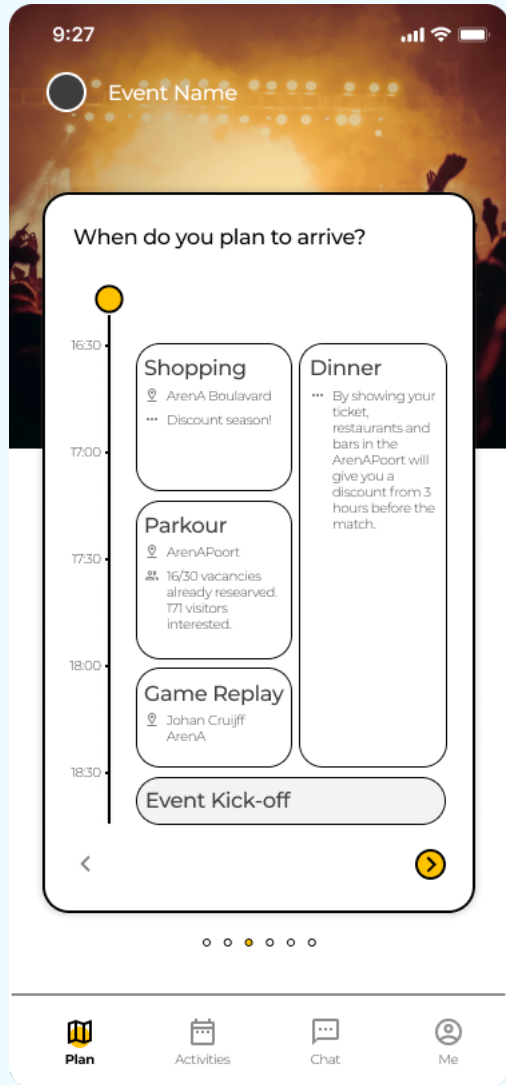 9:27
Event Name
When do you plan to arrive?
16:30
Shopping
ArenA Boulavard
Discount season!
17:00
Parkour
ArenAPoort
17:30
16/30 vacancies
already researved.
171 visitors
interested.
18:00
Game Replay
Johan Cruijff
ArenA
Dinner
By showing your
ticket,
restaurants and
bars in the
ArenAPoort will
give you a
discount from 3
hours before the
match.
18:30
Event Kick-off
Plan
Activities
Chat
Me